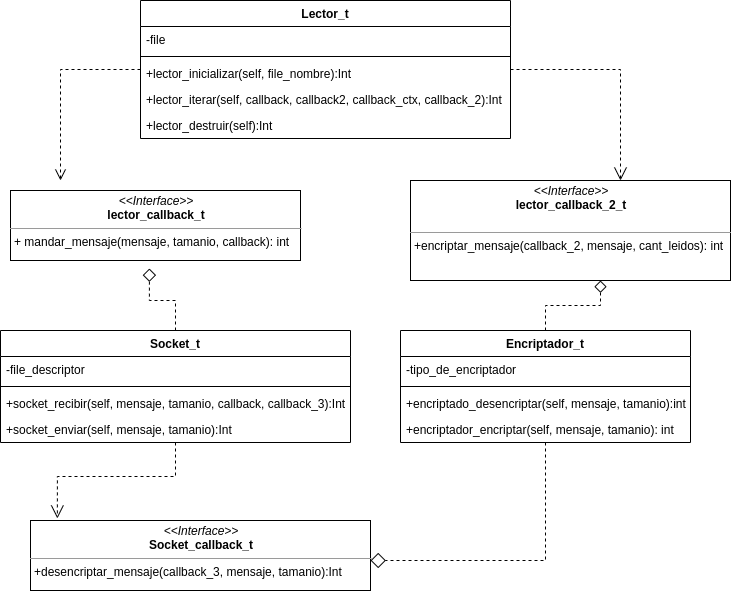 Lector_t
-file
+lector_inicializar(self, file_nombre):Int
+lector_iterar(self, callback, callback2, callback_ctx, callback_2):Int
+lector_destruir(self):Int
<<Interface>>
lector_callback_t
+ mandar_mensaje(mensaje, tamanio, callback): int
<<Interface>>
lector_callback_2_t
+encriptar_mensaje(callback_2, mensaje, cant_leidos): int
Socket_t
-file_descriptor
+socket_recibir(self, mensaje, tamanio, callback, callback_3):Int
+socket_enviar(self, mensaje, tamanio):Int
Encriptador_t
-tipo_de_encriptador
+encriptado_desencriptar(self, mensaje, tamanio):int
+encriptador_encriptar(self, mensaje, tamanio): int
<<Interface>>
Socket_callback_t
+desencriptar_mensaje(callback_3, mensaje, tamanio):Int